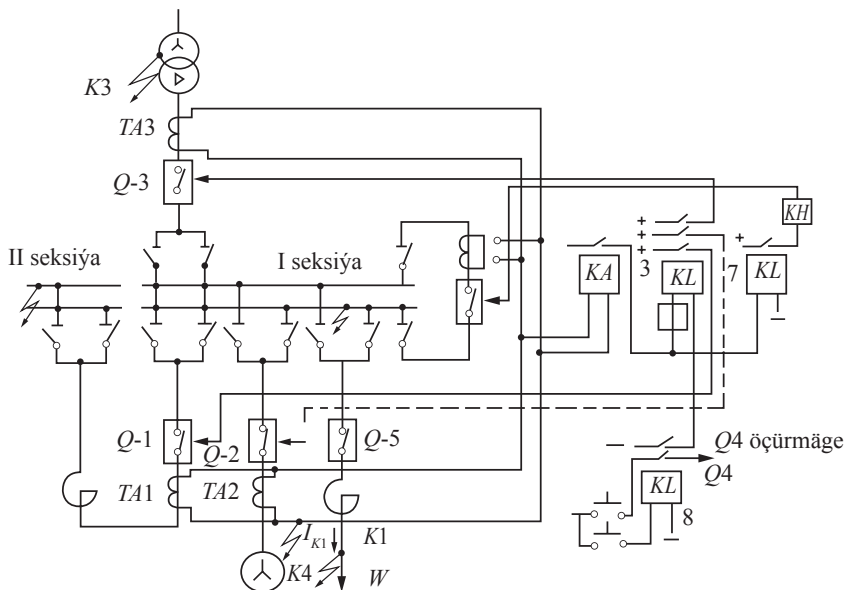 K3
TA3
Q-3
KH
II seksiýa
I seksiýa
+
+
+
3
7
+
KA
KL
KL
–
Q-1
Q-2
Q-5
–
Q4 öçürmäge
Q4
TA1
TA2
KL
8
–
I K1
K1
K4
W